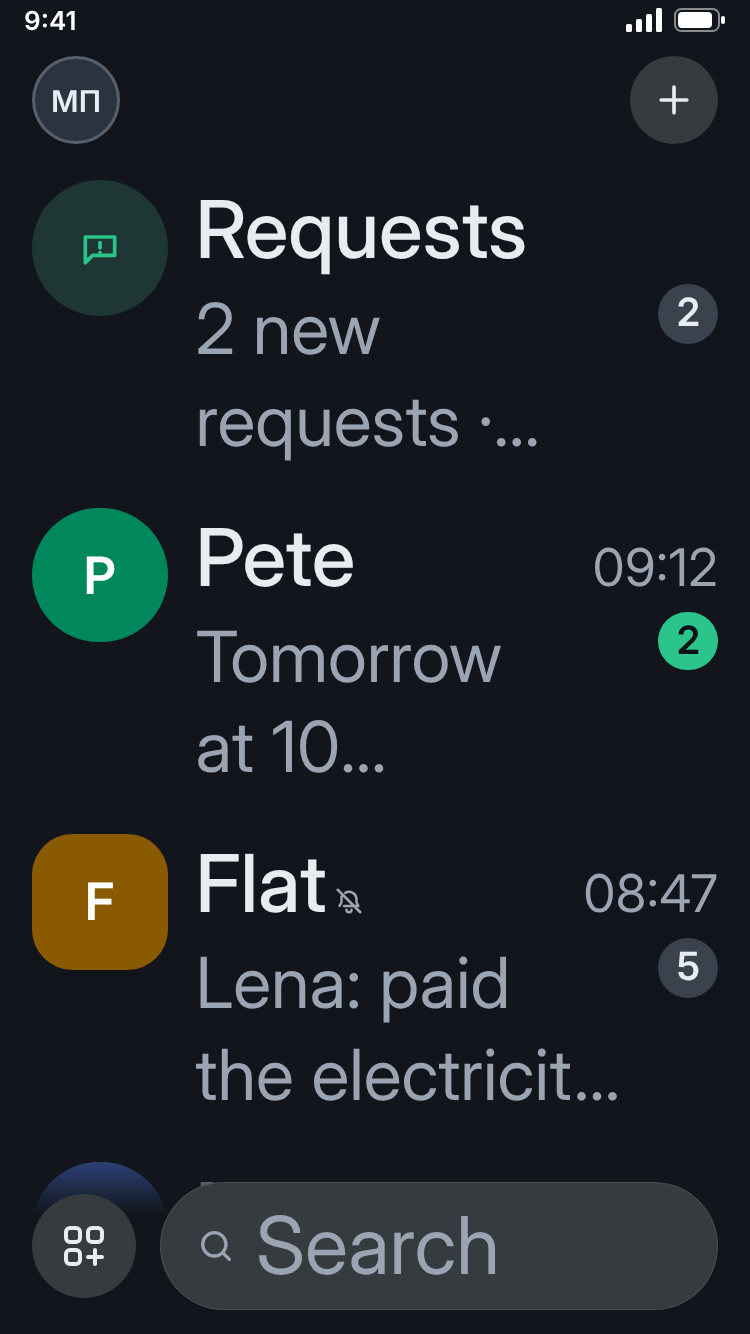 9:41
МП
Requests
2 new
requests ·...
2
P
Pete
09:12
Tomorrow
at 10...
2
F
Flat
08:47
Lena: paid
the electricit...
5
Search